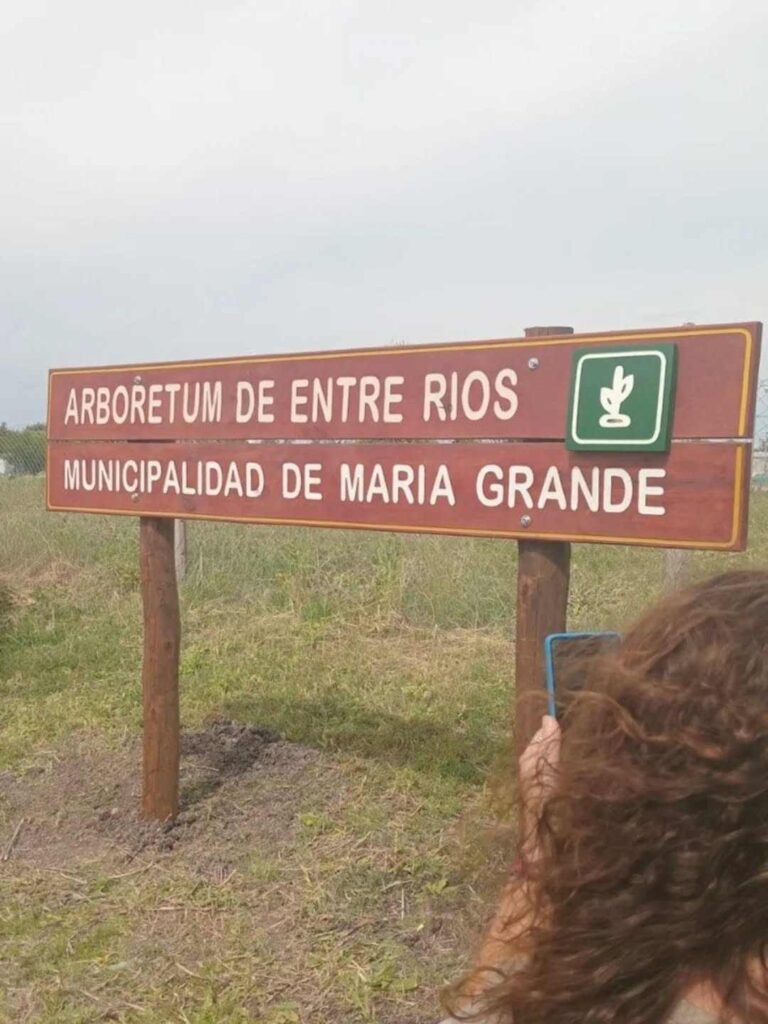 ARBORETUM DE ENTRE RIOS
MUNICIPALIDAD DE MARIA GRANDE